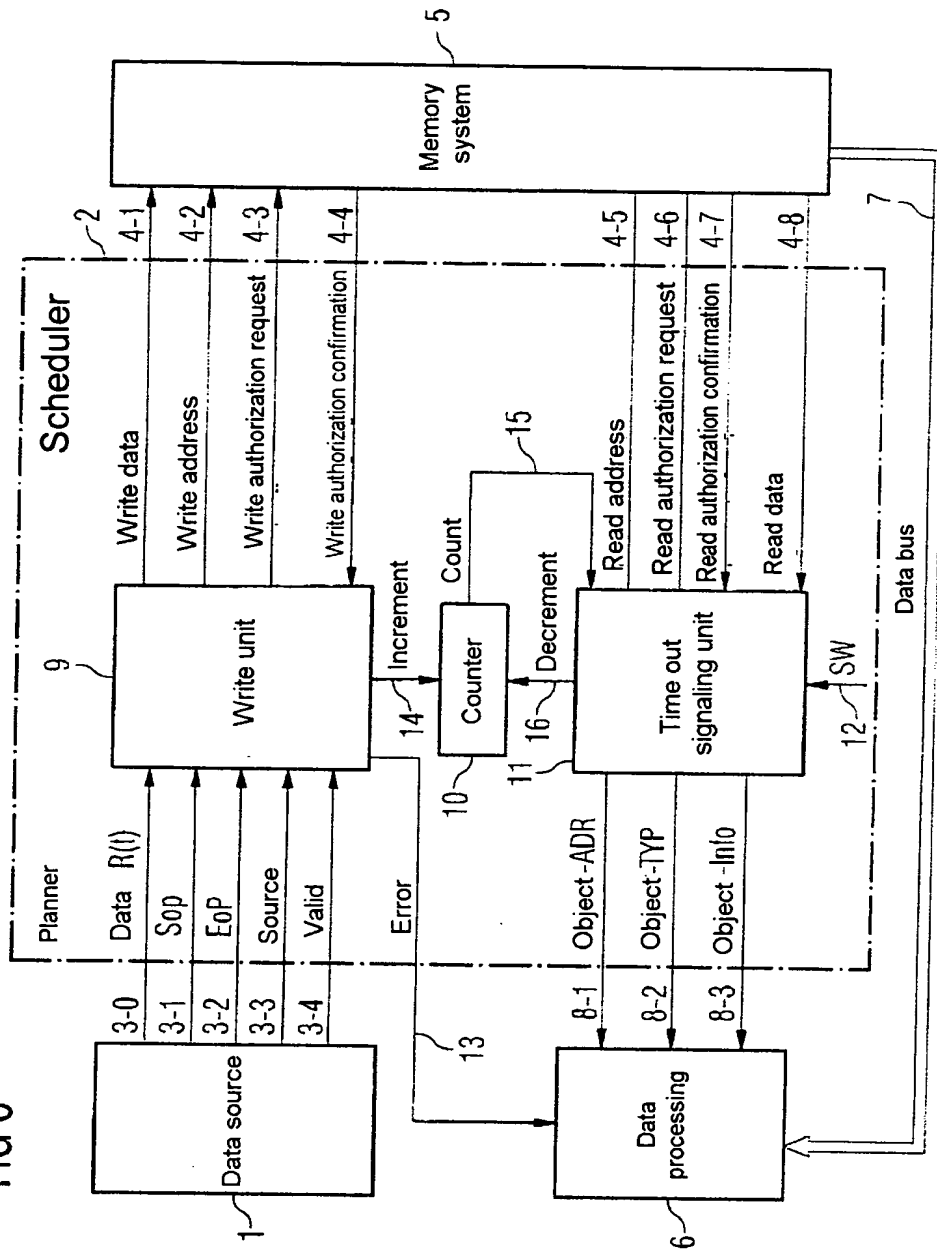 Scheduler
2
Planner
Data source
1
3-0
3-1
3-2
3-3
3-4
Data R(t)
Sop
EoP
Source
Valid
Error
13
9
Write unit
Write data
Write address
Write authorization request
Write authorization confirmation
4-1
4-2
4-3
4-4
Memory
system
5
14
Increment
Counter
10
Count
15
16
Decrement
11
Time out
signaling unit
12
SW
Read address
Read authorization request
Read authorization confirmation
Read data
4-5
4-6
4-7
4-8
Object-ADR
Object-TYP
Object-Info
8-1
8-2
8-3
Data
processing
6
Data bus
7